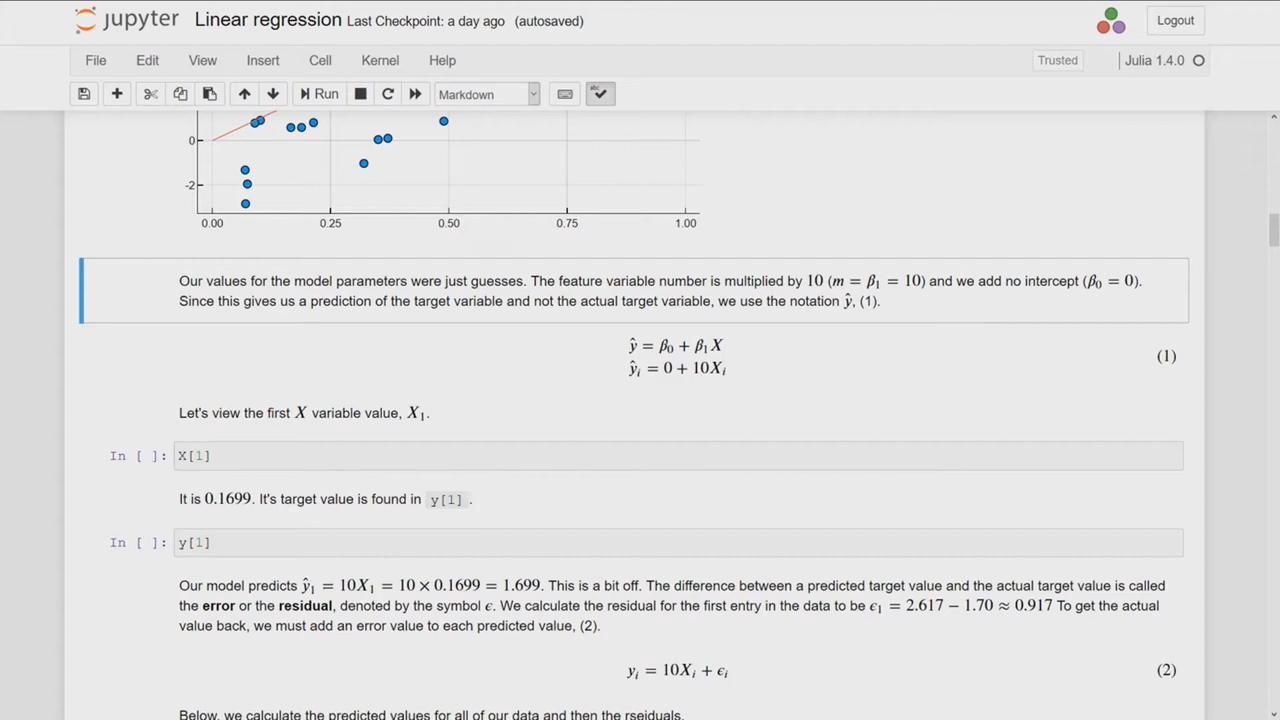 jupyter Linear regression Last Checkpoint: a day ago (autosaved) Logout
File Edit View Insert Cell Kernel Help Trusted Julia 1.4.0
Run Markdown
0
-2
0.00 0.25 0.50 0.75 1.00
Our values for the model parameters were just guesses. The feature variable number is multiplied by 10 (m = β₁ = 10) and we add no intercept (β₀ = 0).
Since this gives us a prediction of the target variable and not the actual target variable, we use the notation ŷ, (1).
ŷ = β₀ + β₁X
ŷᵢ = 0 + 10Xᵢ (1)
Let's view the first X variable value, X₁.
In [ ]: X[1]
It is 0.1699. It's target value is found in y[1] .
In [ ]: y[1]
Our model predicts ŷ₁ = 10X₁ = 10 × 0.1699 = 1.699. This is a bit off. The difference between a predicted target value and the actual target value is called
the error or the residual, denoted by the symbol ϵ. We calculate the residual for the first entry in the data to be ϵ₁ = 2.617 − 1.70 ≈ 0.917 To get the actual
value back, we must add an error value to each predicted value, (2).
yᵢ = 10Xᵢ + ϵᵢ (2)
Below, we calculate the predicted values for all of our data and then the rseiduals.